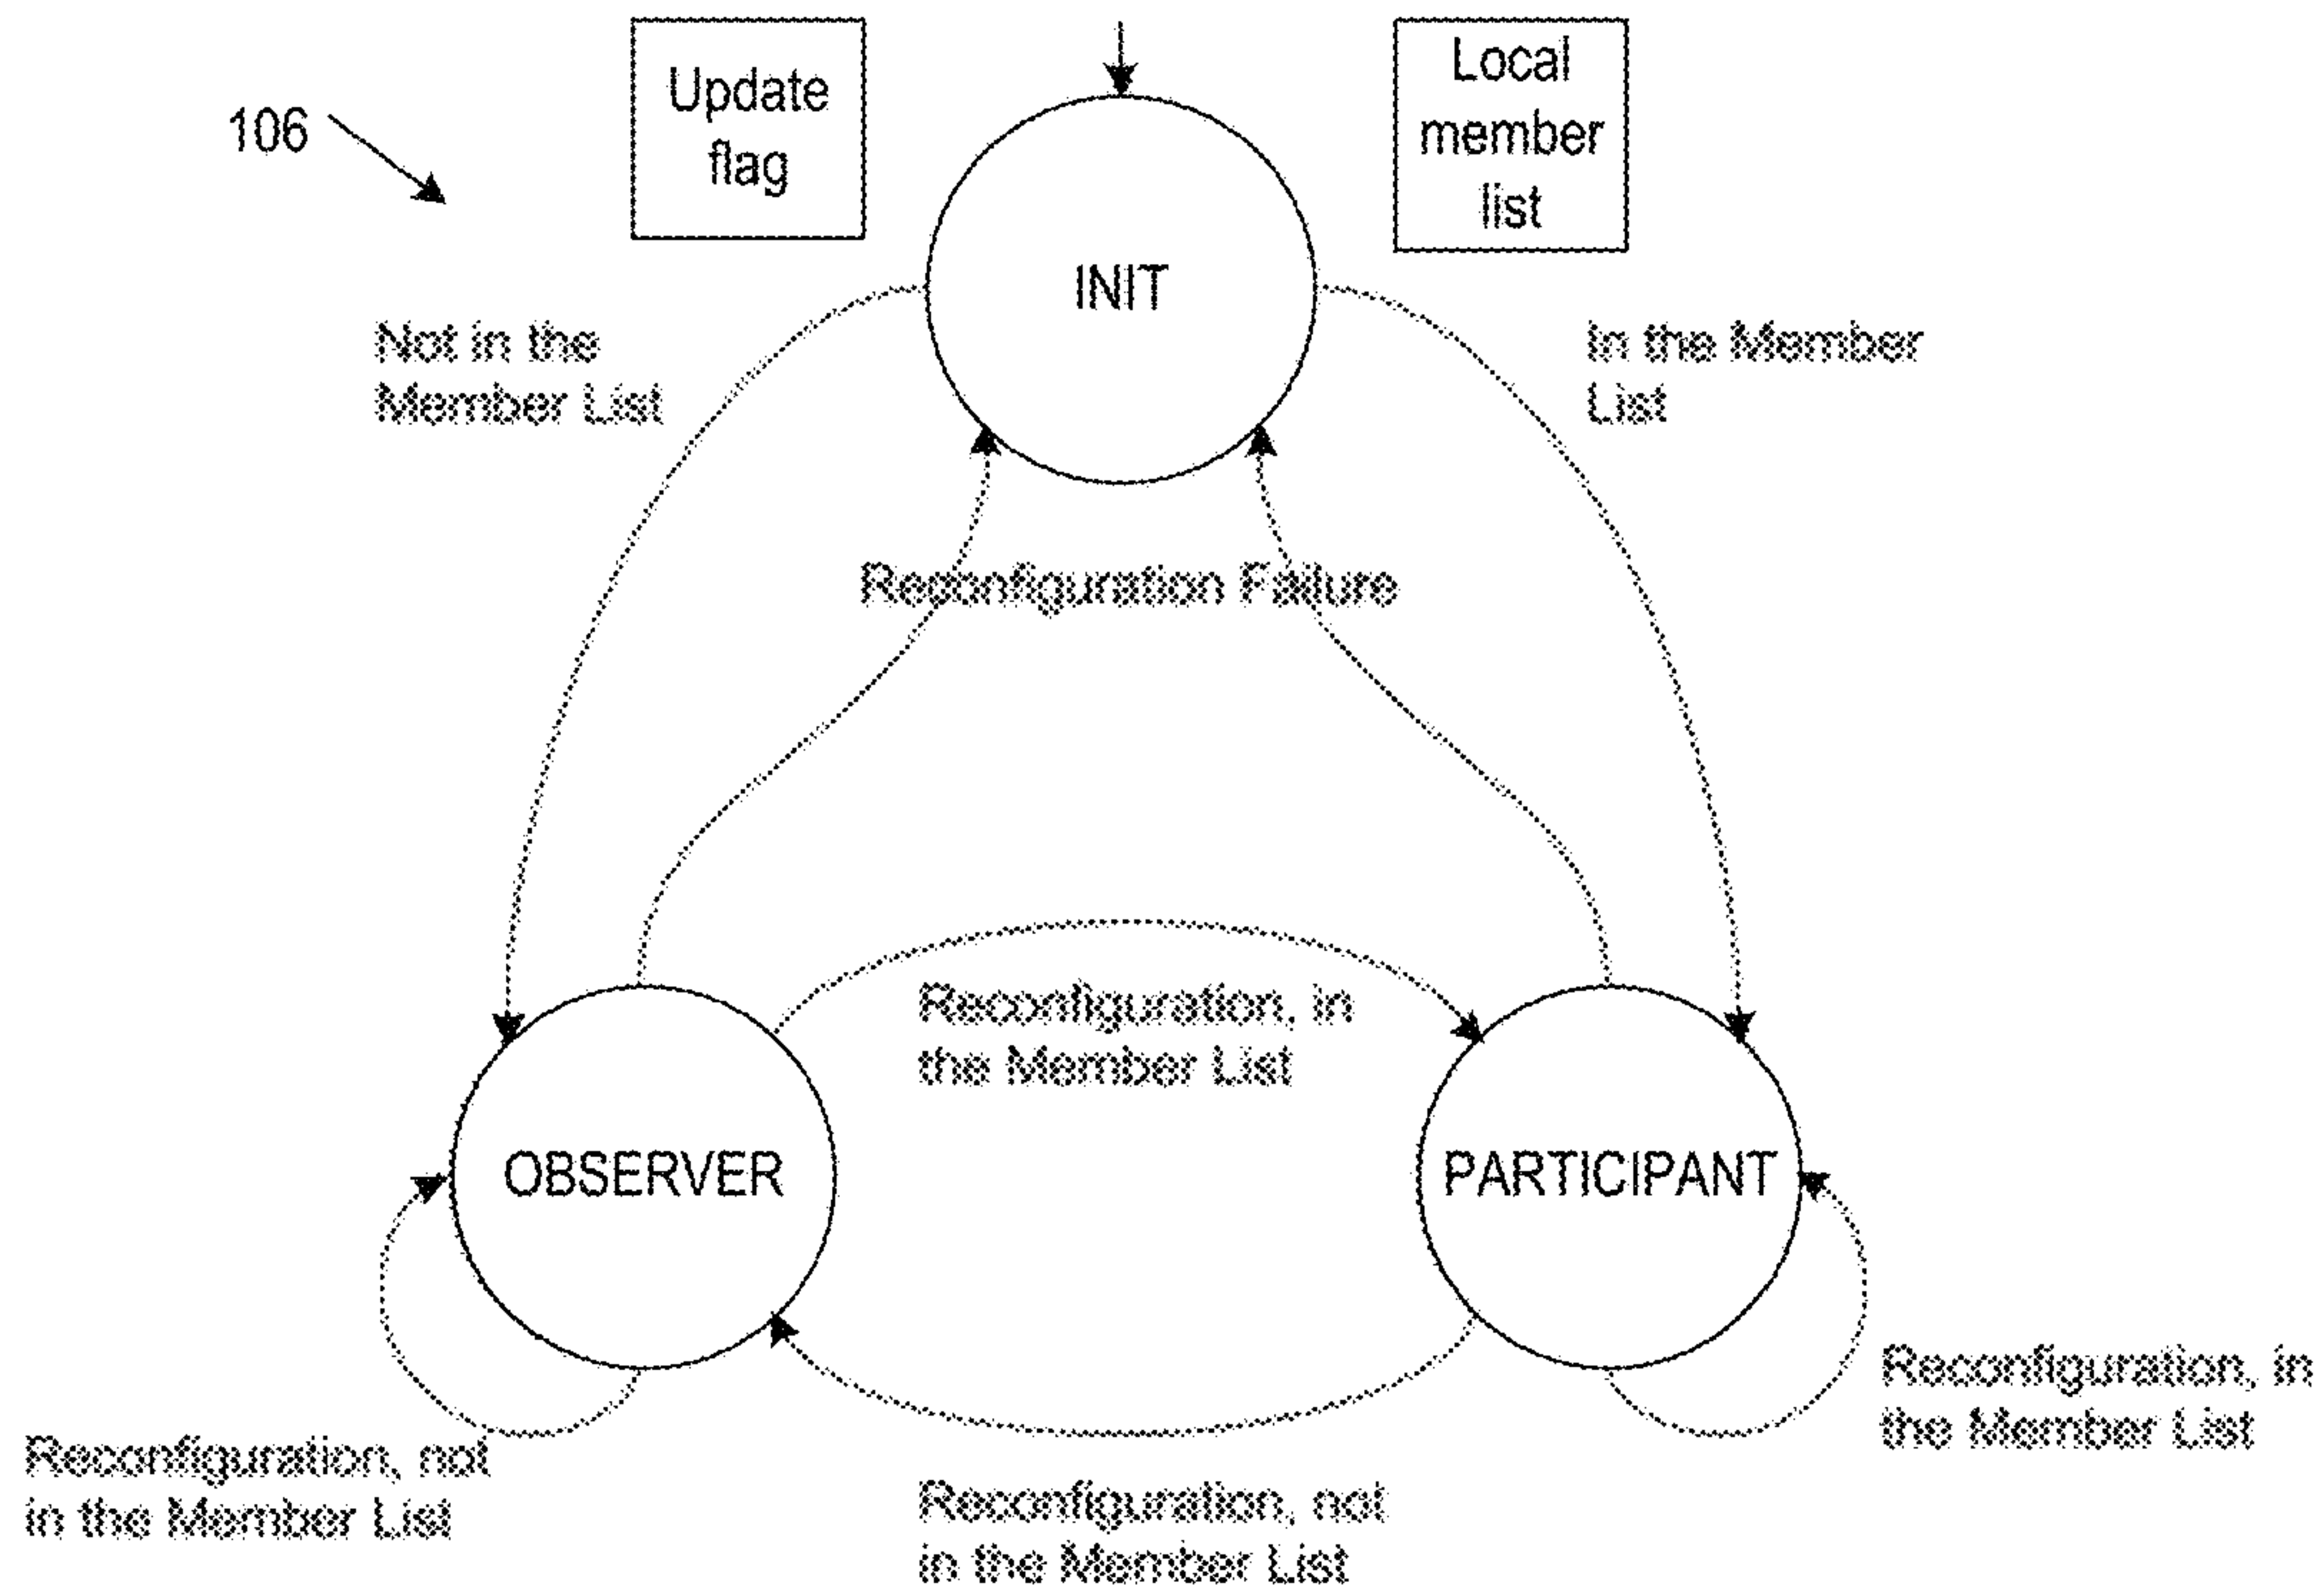 106
Update
flag
Local
member
list
INIT
Not in the
Member List
In the Member
List
Reconfiguration Failure
Reconfiguration, in
the Member List
OBSERVER
PARTICIPANT
Reconfiguration, in
the Member List
Reconfiguration, not
in the Member List
Reconfiguration, not
in the Member List